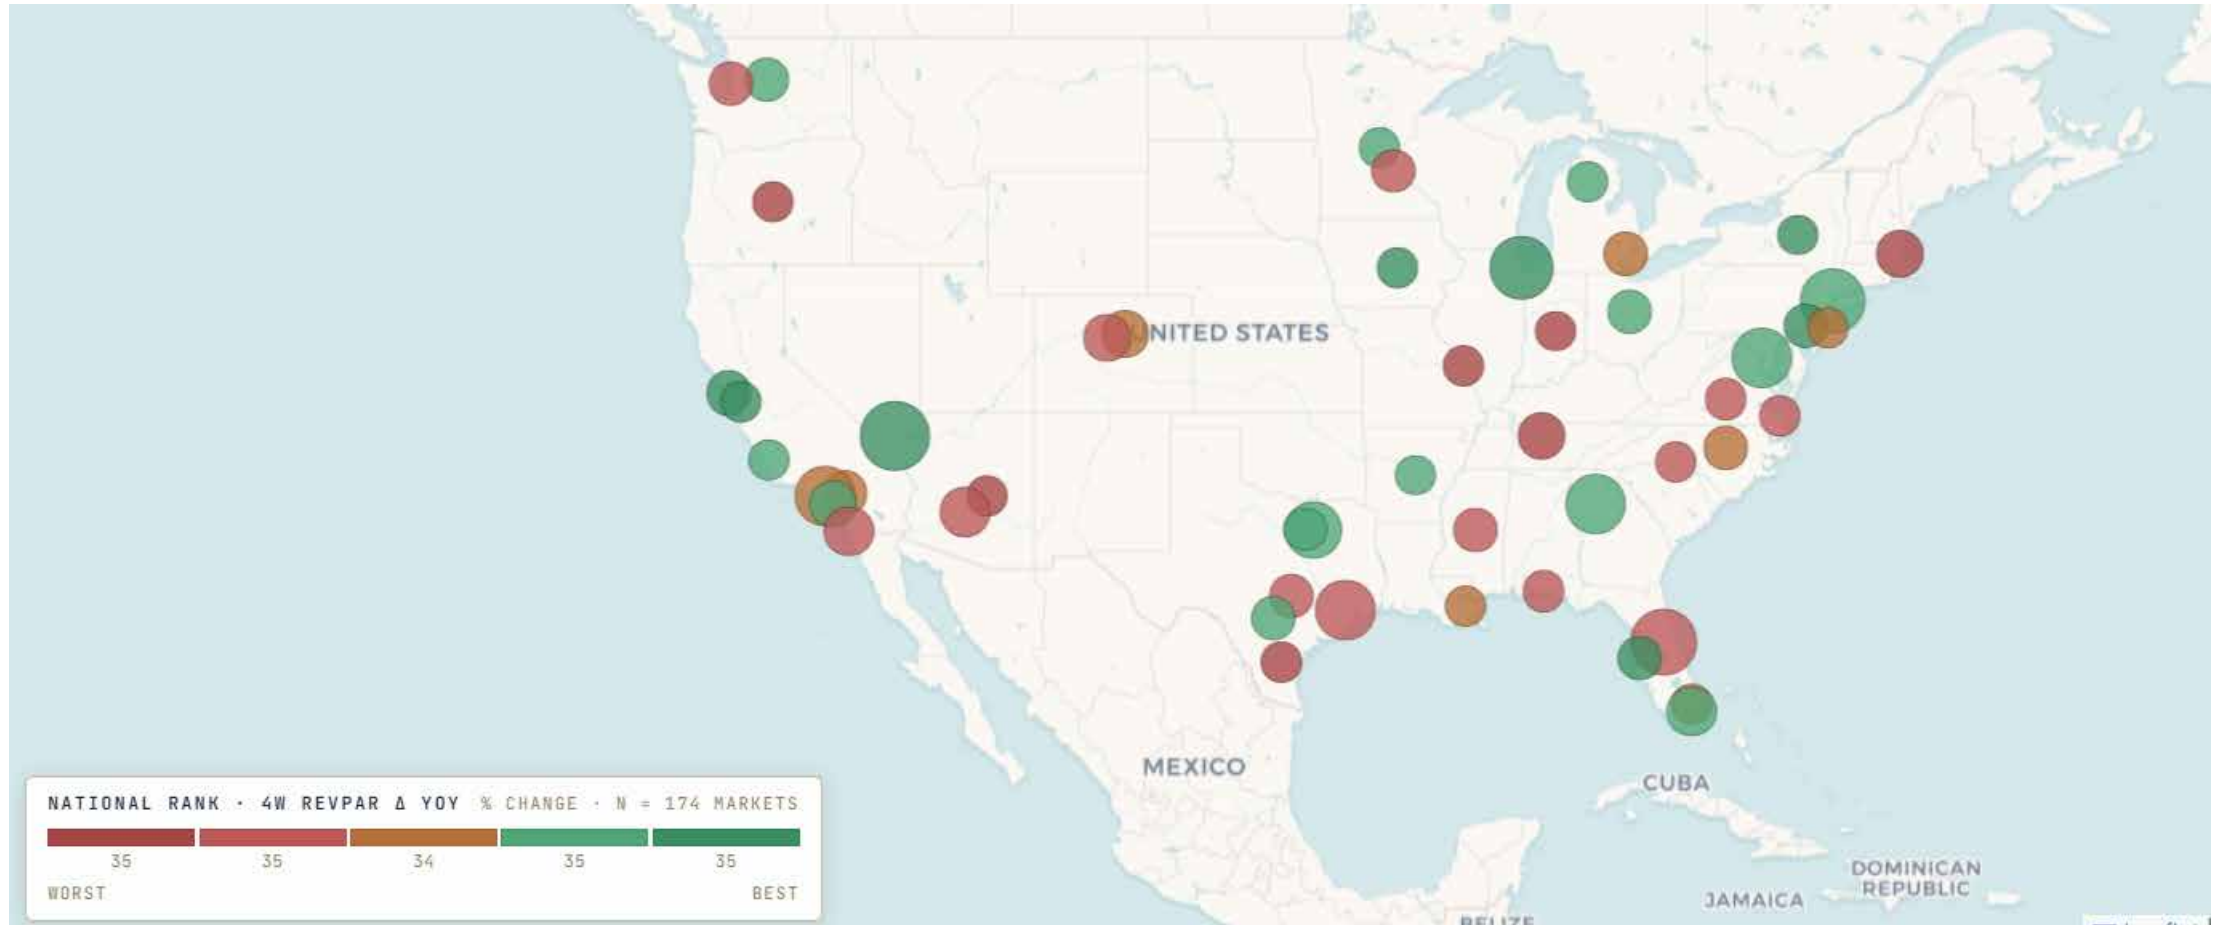 UNITED STATES
MEXICO
CUBA
DOMINICAN
REPUBLIC
JAMAICA
BELIZE
NATIONAL RANK · 4W REVPAR Δ YOY % CHANGE · N = 174 MARKETS
35 35 34 35 35
WORST BEST